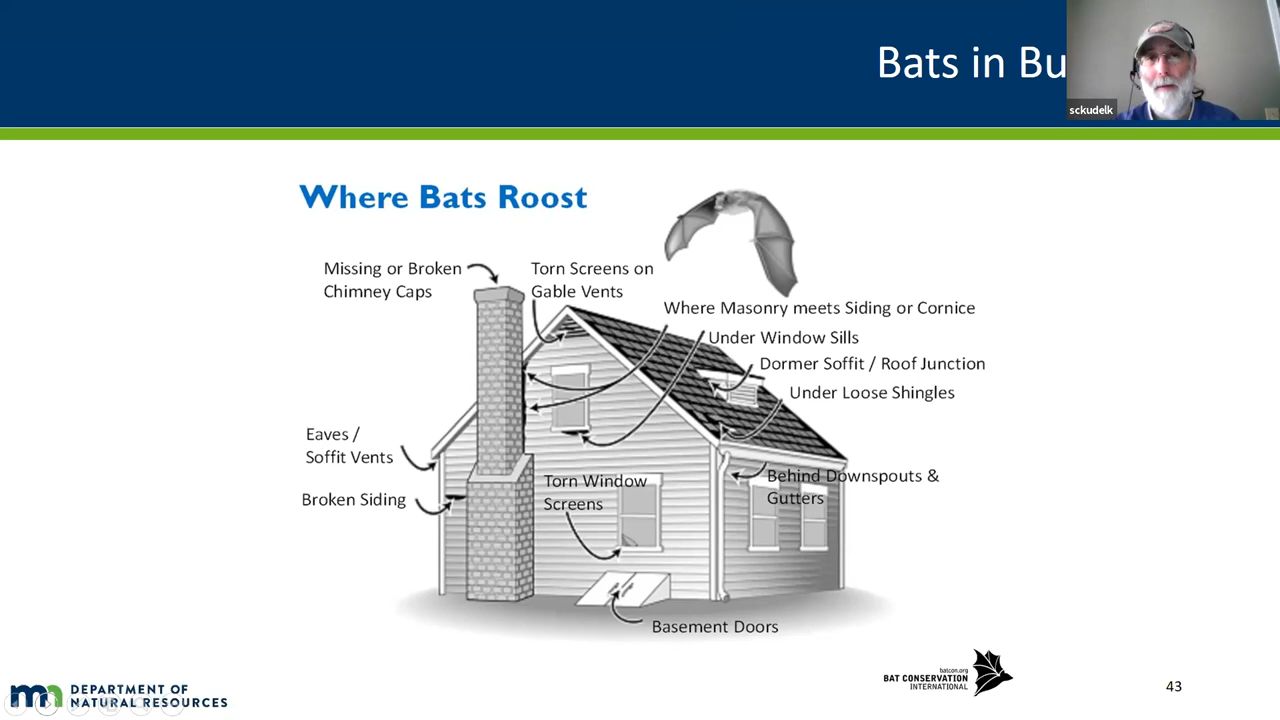 Bats in Bu
sckudelk
Where Bats Roost
Missing or Broken
Chimney Caps
Torn Screens on
Gable Vents
Where Masonry meets Siding or Cornice
Under Window Sills
Dormer Soffit / Roof Junction
Under Loose Shingles
Eaves /
Soffit Vents
Broken Siding
Torn Window
Screens
Behind Downspouts &
Gutters
Basement Doors
mn DEPARTMENT OF
NATURAL RESOURCES
batcon.org
BAT CONSERVATION
INTERNATIONAL
43